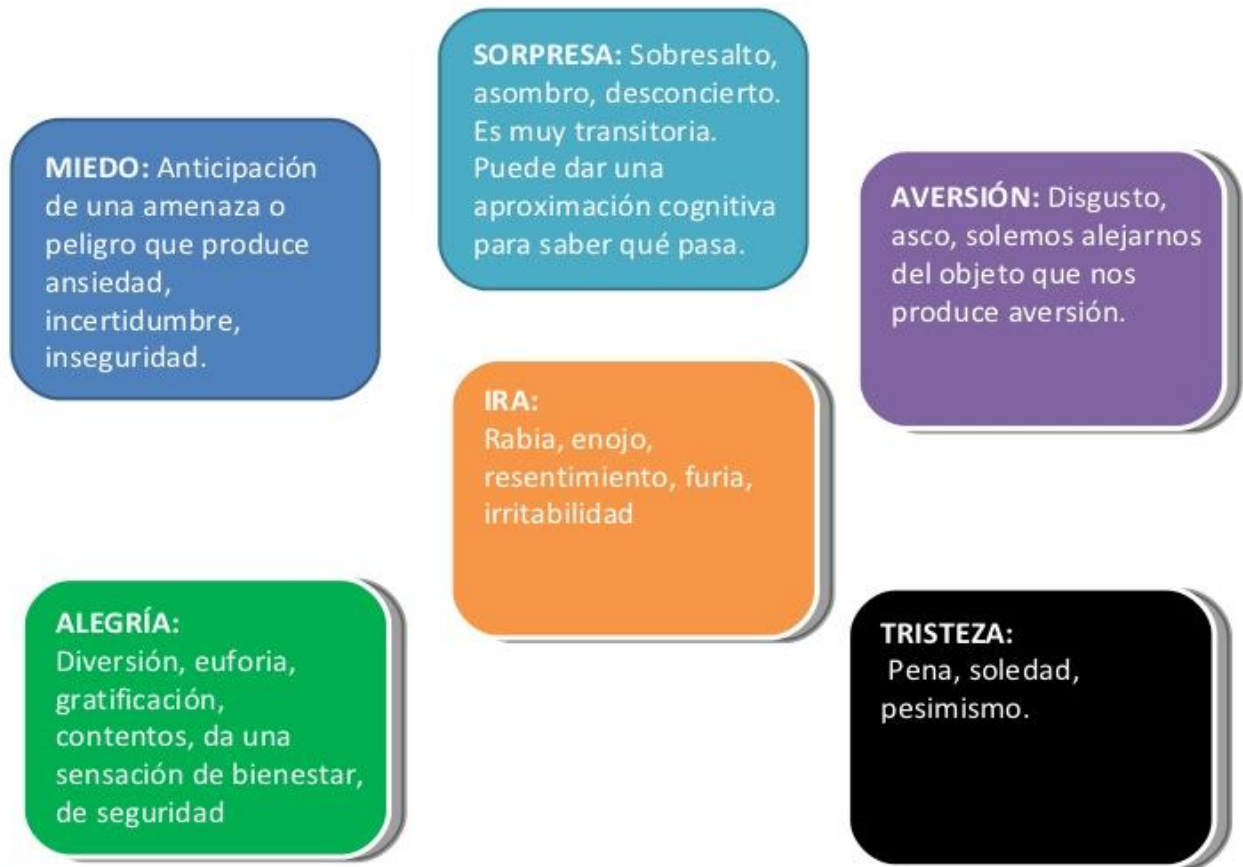 SORPRESA: Sobresalto,
asombro, desconcierto.
Es muy transitoria.
Puede dar una
aproximación cognitiva
para saber qué pasa.
MIEDO: Anticipación
de una amenaza o
peligro que produce
ansiedad,
incertidumbre,
inseguridad.
AVERSIÓN: Disgusto,
asco, solemos alejarnos
del objeto que nos
produce aversión.
IRA:
Rabia, enojo,
resentimiento, furia,
irritabilidad
ALEGRÍA:
Diversión, euforia,
gratificación,
contentos, da una
sensación de bienestar,
de seguridad
TRISTEZA:
Pena, soledad,
pesimismo.